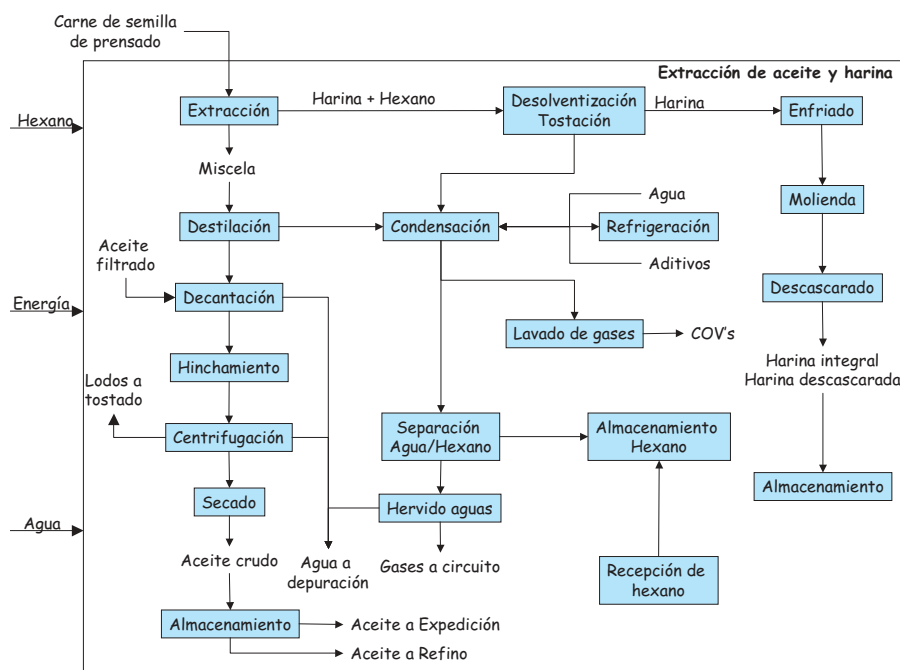 Carne de semilla
de prensado
Extracción de aceite y harina
Hexano
Extracción
Harina + Hexano
Desolventización
Tostación
Harina
Enfriado
Miscela
Molienda
Agua
Destilación
Condensación
Refrigeración
Aceite
filtrado
Aditivos
Energía
Decantación
Descascarado
Lavado de gases
COV's
Hinchamiento
Harina integral
Harina descascarada
Lodos a
tostado
Centrifugación
Separación
Agua/Hexano
Almacenamiento
Hexano
Almacenamiento
Secado
Hervido aguas
Agua
Aceite crudo
Agua a
depuración
Gases a circuito
Recepción de
hexano
Almacenamiento
Aceite a Expedición
Aceite a Refino